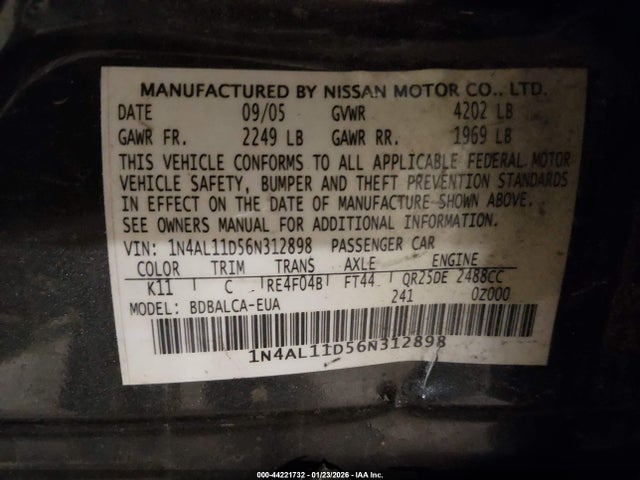 MANUFACTURED BY NISSAN MOTOR CO., LTD.
DATE 09/05 GVWR 4202 LB
GAWR FR. 2249 LB GAWR RR. 1969 LB
THIS VEHICLE CONFORMS TO ALL APPLICABLE FEDERAL MOTOR
VEHICLE SAFETY, BUMPER AND THEFT PREVENTION STANDARDS
IN EFFECT ON THE DATE OF MANUFACTURE SHOWN ABOVE.
SEE OWNERS MANUAL FOR ADDITIONAL INFORMATION.
VIN: 1N4AL11D56N312898 PASSENGER CAR
COLOR TRIM TRANS AXLE ENGINE
K11 C RE4F04B FT44 QR25DE 2488CC
MODEL: BDBALCA-EUA 241 0Z000
1N4AL11D56N312898
000-44221732 - 01/23/2026 - IAA Inc.